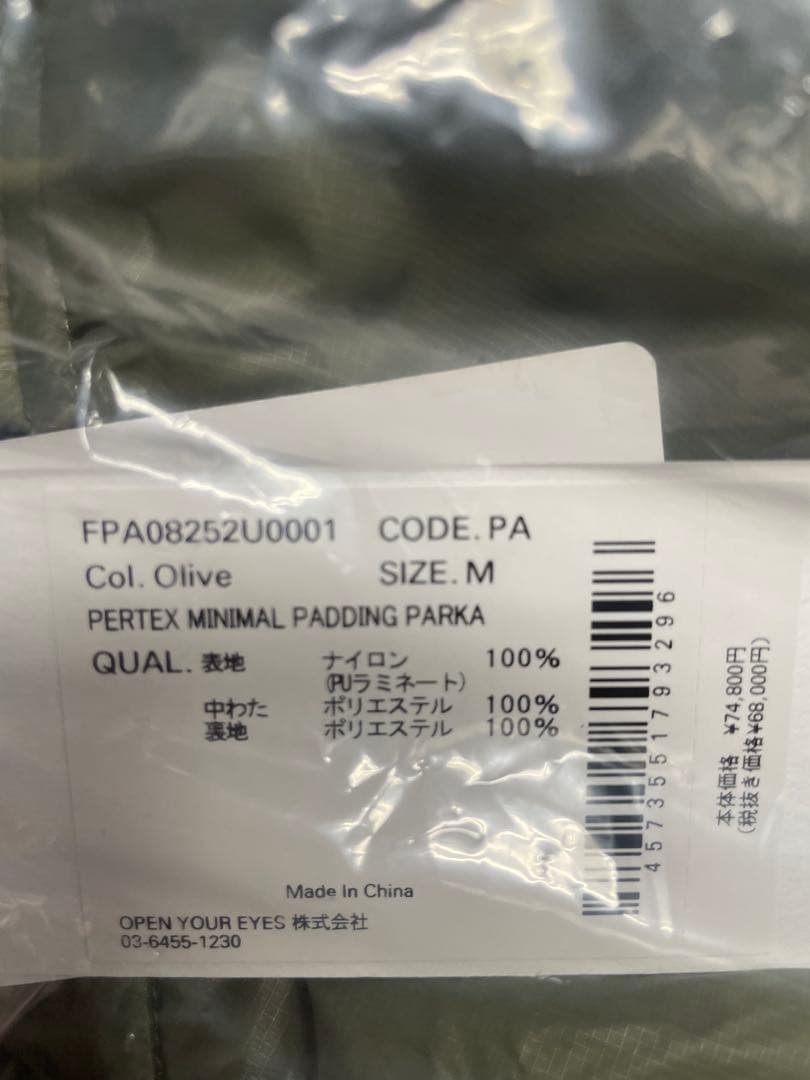 FPA08252U0001 CODE. PA
Col. Olive SIZE. M
PERTEX MINIMAL PADDING PARKA
QUAL. 表地 ナイロン 100%
(PUラミネート)
中わた ポリエステル 100%
裏地 ポリエステル 100%
Made In China
OPEN YOUR EYES 株式会社
03-6455-1230
4573551793296
本体価格 ¥74,800円
(税抜き価格¥68,000円)